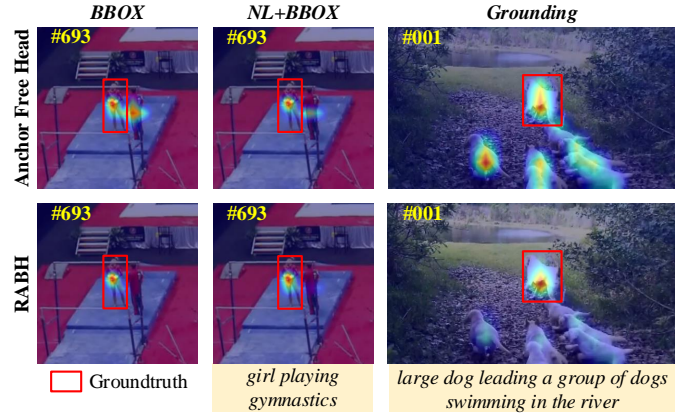 BBOX NL+BBOX Grounding
Anchor Free Head
#693 #693 #001
RABH
#693 #693 #001
Groundtruth
girl playing
gymnastics
large dog leading a group of dogs
swimming in the river